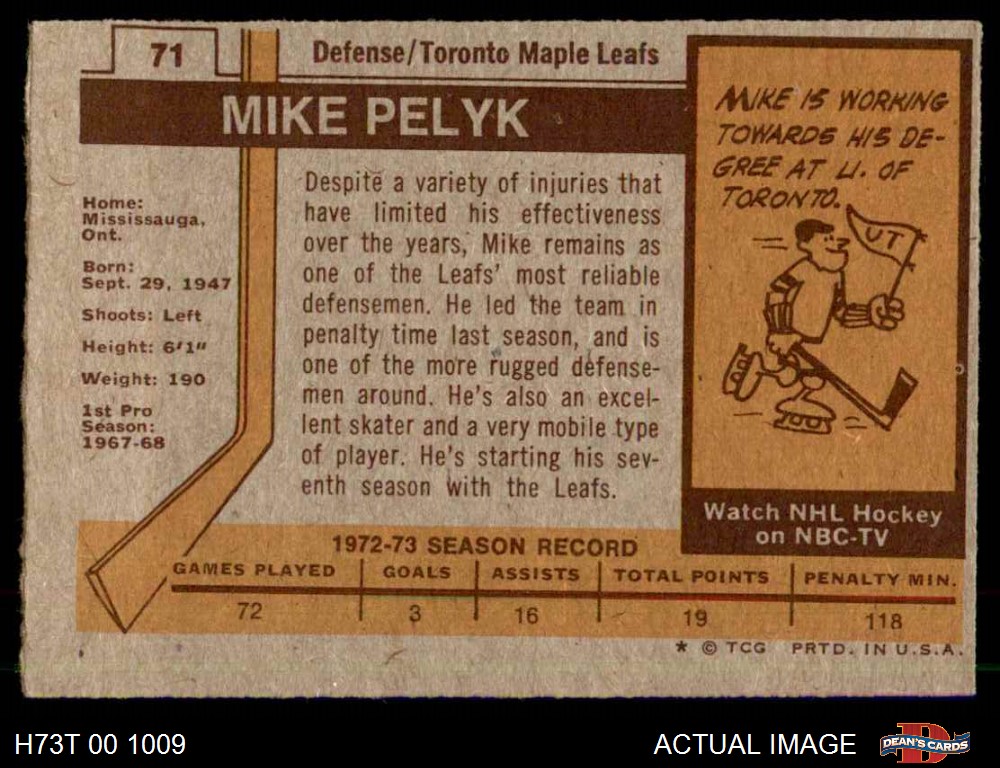 71
Defense/Toronto Maple Leafs
MIKE PELYK
Home:
Mississauga,
Ont.
Born:
Sept. 29, 1947
Shoots: Left
Height: 6'1"
Weight: 190
1st Pro
Season:
1967-68
Despite a variety of injuries that
have limited his effectiveness
over the years, Mike remains as
one of the Leafs' most reliable
defensemen. He led the team in
penalty time last season, and is
one of the more rugged defense-
men around. He's also an excel-
lent skater and a very mobile type
of player. He's starting his sev-
enth season with the Leafs.
MIKE IS WORKING
TOWARDS HIS DE-
GREE AT U. OF
TORONTO.
UT
Watch NHL Hockey
on NBC-TV
1972-73 SEASON RECORD
GAMES PLAYED GOALS ASSISTS TOTAL POINTS PENALTY MIN.
72 3 16 19 118
* © TCG PRTD. IN U.S.A.
H73T 00 1009
ACTUAL IMAGE
D
DEAN'S CARDS